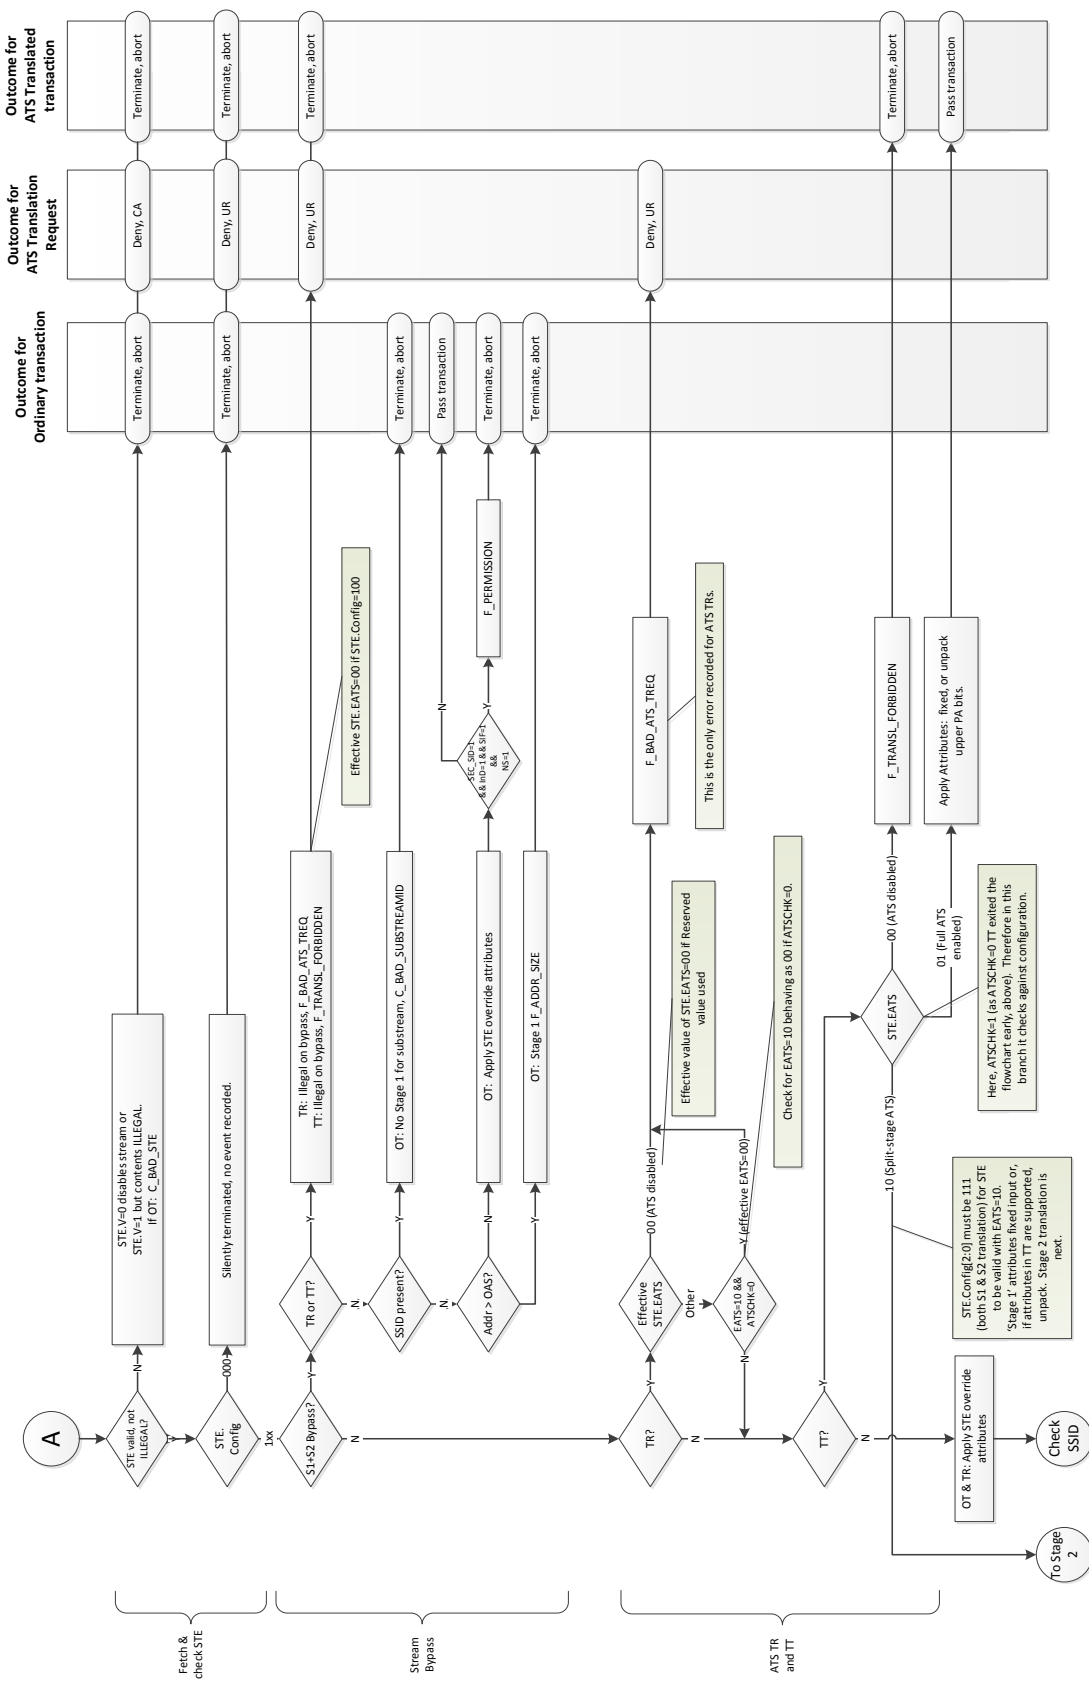 Outcome for
Ordinary transaction
Outcome for
ATS Translation
Request
Outcome for
ATS Translated
transaction
A
Fetch &
check STE
STE valid, not
ILLEGAL?
N
STE.V=0 disables stream or
STE.V=1 but contents ILLEGAL.
If OT: C_BAD_STE
Terminate, abort
Deny, CA
Terminate, abort
Y
STE.
Config
000
Silently terminated, no event recorded.
Terminate, abort
Deny, UR
Terminate, abort
1xx
Stream
Bypass
S1+S2 Bypass?
Y
TR or TT?
Y
TR: Illegal on bypass, F_BAD_ATS_TREQ
TT: Illegal on bypass, F_TRANSL_FORBIDDEN
Deny, UR
Terminate, abort
Effective STE.EATS=00 if STE.Config=100
N
N
SSID present?
Y
OT: No Stage 1 for substream, C_BAD_SUBSTREAMID
Terminate, abort
N
Pass transaction
N
Addr > OAS?
N
OT: Apply STE override attributes
SEC_SID=1
&& InD=1 && SIF=1
&&
NS=1
Y
F_PERMISSION
Terminate, abort
Y
OT: Stage 1 F_ADDR_SIZE
Terminate, abort
ATS TR
and TT
TR?
Y
Effective
STE.EATS
00 (ATS disabled)
F_BAD_ATS_TREQ
Deny, UR
Effective value of STE.EATS=00 if Reserved
value used
This is the only error recorded for ATS TRs.
N
Other
N
EATS=10 &&
ATSCHK=0
Y (effective EATS=00)
Check for EATS=10 behaving as 00 if ATSCHK=0.
TT?
Y
N
STE.EATS
00 (ATS disabled)
F_TRANSL_FORBIDDEN
Terminate, abort
10 (Split-stage ATS)
01 (Full ATS
enabled)
Apply Attributes: fixed, or unpack
upper PA bits.
Pass transaction
Here, ATSCHK=1 (as ATSCHK=0 TT exited the
flowchart early, above). Therefore in this
branch it checks against configuration.
STE.Config[2:0] must be 111
(both S1 & S2 translation) for STE
to be valid with EATS=10.
‘Stage 1’ attributes fixed input or,
if attributes in TT are supported,
unpack. Stage 2 translation is
next.
OT & TR: Apply STE override
attributes
To Stage
2
Check
SSID